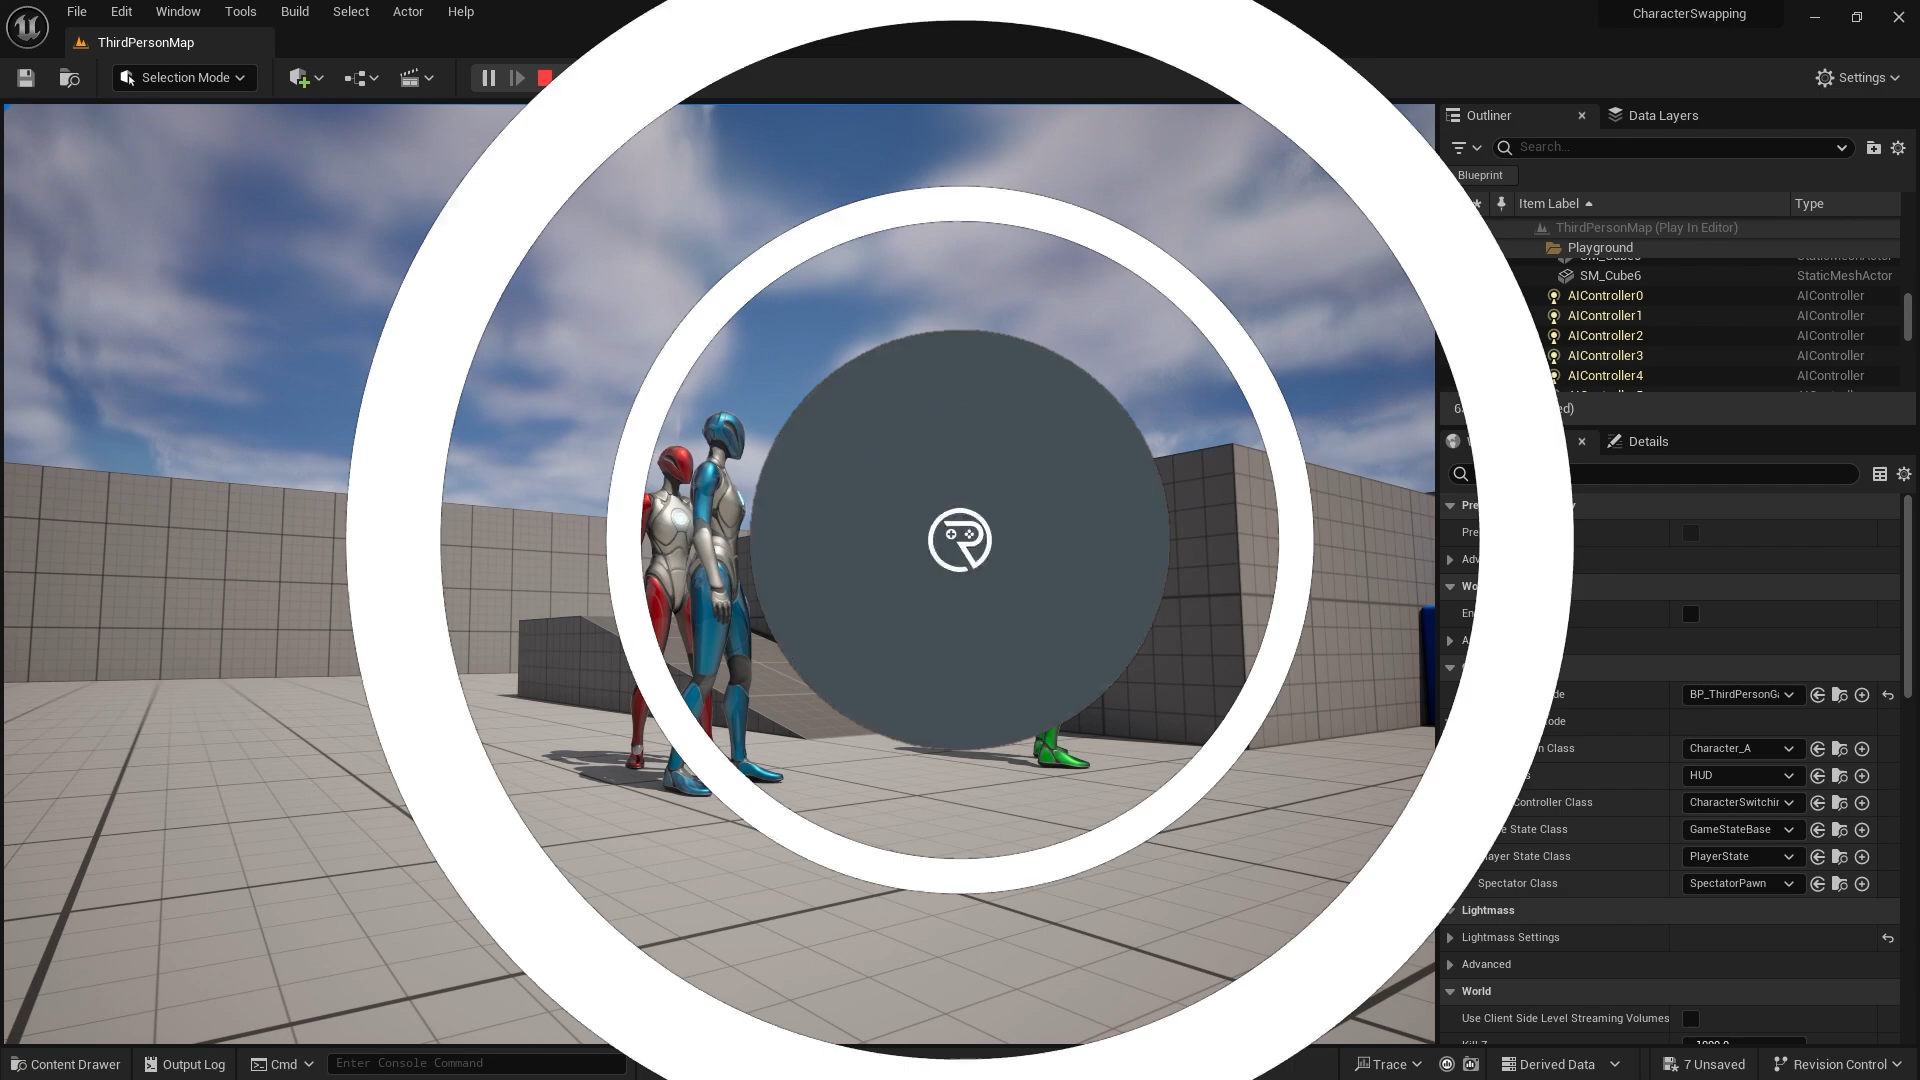 File Edit Window Tools Build Select Actor Help
CharacterSwapping
ThirdPersonMap
Selection Mode
Settings
Outliner
Data Layers
Search...
Blueprint
Item Label
Type
ThirdPersonMap (Play In Editor)
Playground
SM_Cube6 StaticMeshActor
AIController0 AIController
AIController1 AIController
AIController2 AIController
AIController3 AIController
AIController4 AIController
Details
BP_ThirdPersonGa
Class
Character_A
HUD
Controller Class
CharacterSwitchin
State Class
GameStateBase
ayer State Class
PlayerState
Spectator Class
SpectatorPawn
Lightmass
Lightmass Settings
Advanced
World
Use Client Side Level Streaming Volumes
Content Drawer
Output Log
Cmd
Enter Console Command
Trace
Derived Data
7 Unsaved
Revision Control